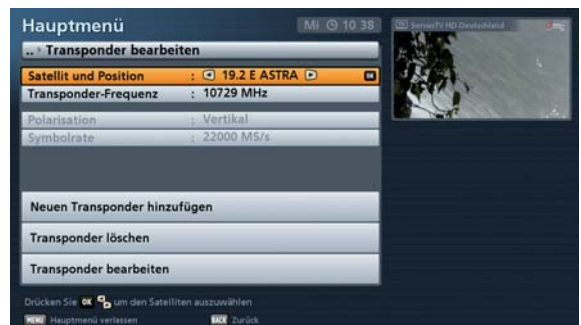 Hauptmenü
Mi 10 38
ServusTV HD Deutschland
.. › Transponder bearbeiten
Satellit und Position : 19.2 E ASTRA OK
Transponder-Frequenz : 10729 MHz
Polarisation : Vertikal
Symbolrate : 22000 MS/s
Neuen Transponder hinzufügen
Transponder löschen
Transponder bearbeiten
Drücken Sie OK um den Satelliten auszuwählen
MENU Hauptmenü verlassen BACK Zurück